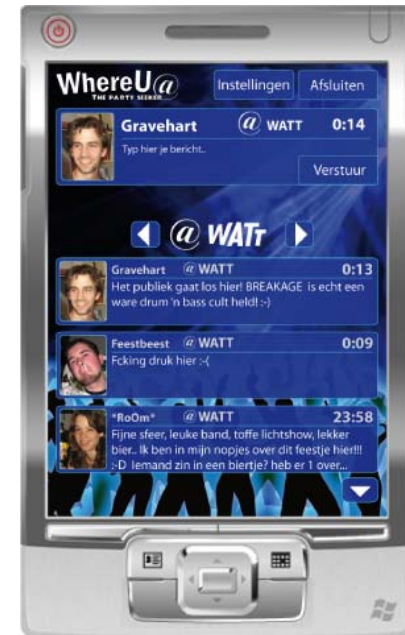 WhereU@
THE PARTY SEEKER
Instellingen Afsluiten
Gravehart @ WATT 0:14
Typ hier je bericht..
Verstuur
@ WATT
Gravehart @ WATT 0:13
Het publiek gaat los hier! BREAKAGE is echt een
ware drum 'n bass cult held! :-)
Feestbeest @ WATT 0:09
Fcking druk hier :-(
*RoOm* @ WATT 23:58
Fijne sfeer, leuke band, toffe lichtshow, lekker
bier.. Ik ben in mijn nopjes over dit feestje hier!!!
:-D Iemand zin in een biertje? heb er 1 over...